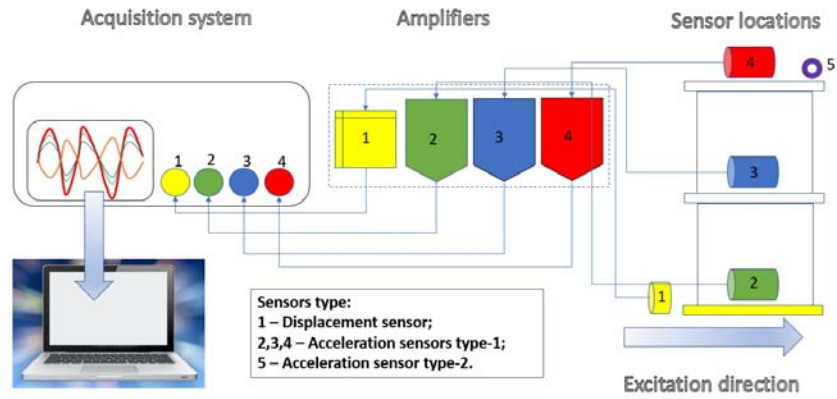 Acquisition system
Amplifiers
Sensor locations
4
5
1
2
3
4
1
2
3
4
3
2
1
Sensors type:
1 – Displacement sensor;
2,3,4 – Acceleration sensors type-1;
5 – Acceleration sensor type-2.
Excitation direction